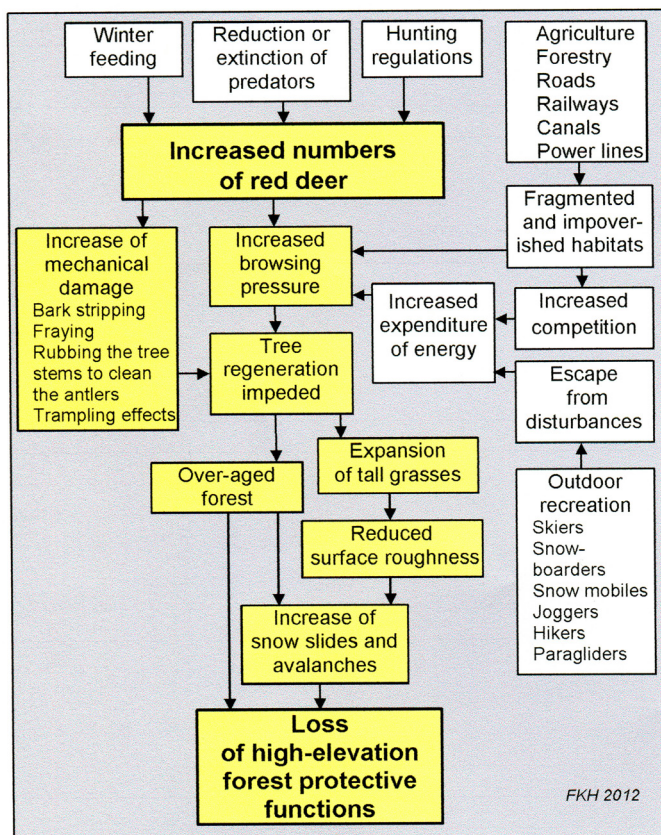 Winter
feeding
Reduction or
extinction of
predators
Hunting
regulations
Agriculture
Forestry
Roads
Railways
Canals
Power lines
Increased numbers
of red deer
Fragmented
and impover-
ished habitats
Increase of
mechanical
damage
Bark stripping
Fraying
Rubbing the tree
stems to clean
the antlers
Trampling effects
Increased
browsing
pressure
Increased
expenditure
of energy
Increased
competition
Tree
regeneration
impeded
Escape
from
disturbances
Over-aged
forest
Expansion
of tall grasses
Outdoor
recreation
Skiers
Snow-
boarders
Snow mobiles
Joggers
Hikers
Paragliders
Reduced
surface roughness
Increase of
snow slides and
avalanches
Loss
of high-elevation
forest protective
functions
FKH 2012